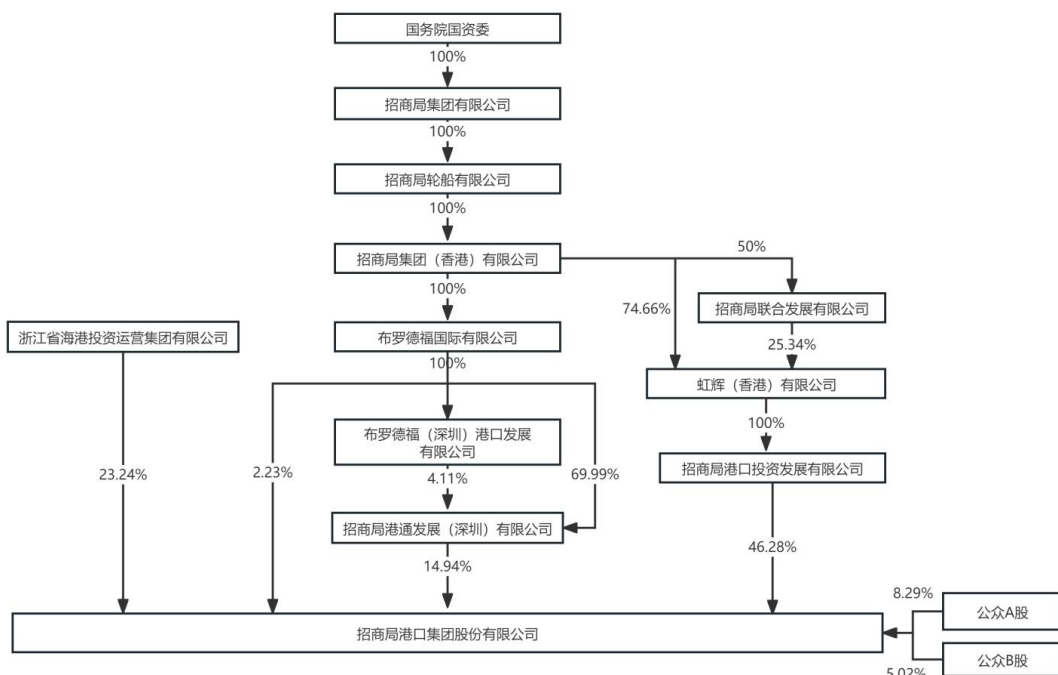 国务院国资委
100%
招商局集团有限公司
100%
招商局轮船有限公司
100%
招商局集团（香港）有限公司
50%
100%
74.66%
招商局联合发展有限公司
浙江省海港投资运营集团有限公司
布罗德福国际有限公司
25.34%
100%
虹辉（香港）有限公司
100%
布罗德福（深圳）港口发展
有限公司
招商局港口投资发展有限公司
23.24%
2.23%
4.11%
69.99%
招商局港通发展（深圳）有限公司
46.28%
14.94%
8.29%
公众A股
招商局港口集团股份有限公司
公众B股
5.02%